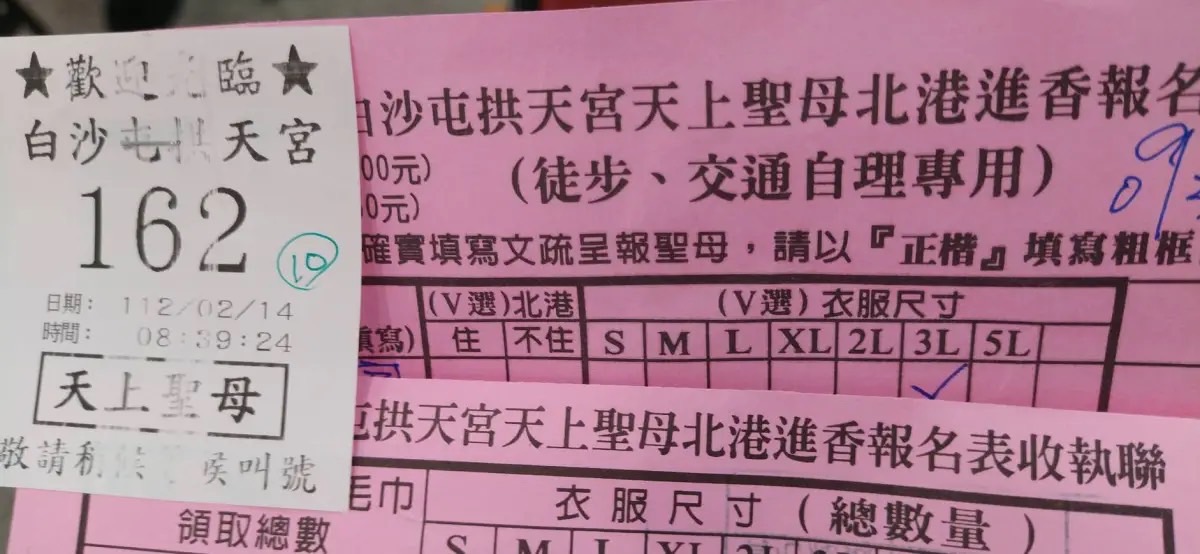 ★歡迎光臨★
白沙屯拱天宮
162
10
日期: 112/02/14
時間: 08:39:24
天上聖母
敬請稍候 候叫號
白沙屯拱天宮天上聖母北港進香報名
00元)
(徒步、交通自理專用)
0元)
09
確實填寫文疏呈報聖母,請以『正楷』填寫粗框
(V選)北港 (V選)衣服尺寸
填寫) 住 不住 S M L XL 2L 3L 5L
✓
屯拱天宮天上聖母北港進香報名表收執聯
毛巾 衣服尺寸(總數量)
領取總數
S M L XL 2L